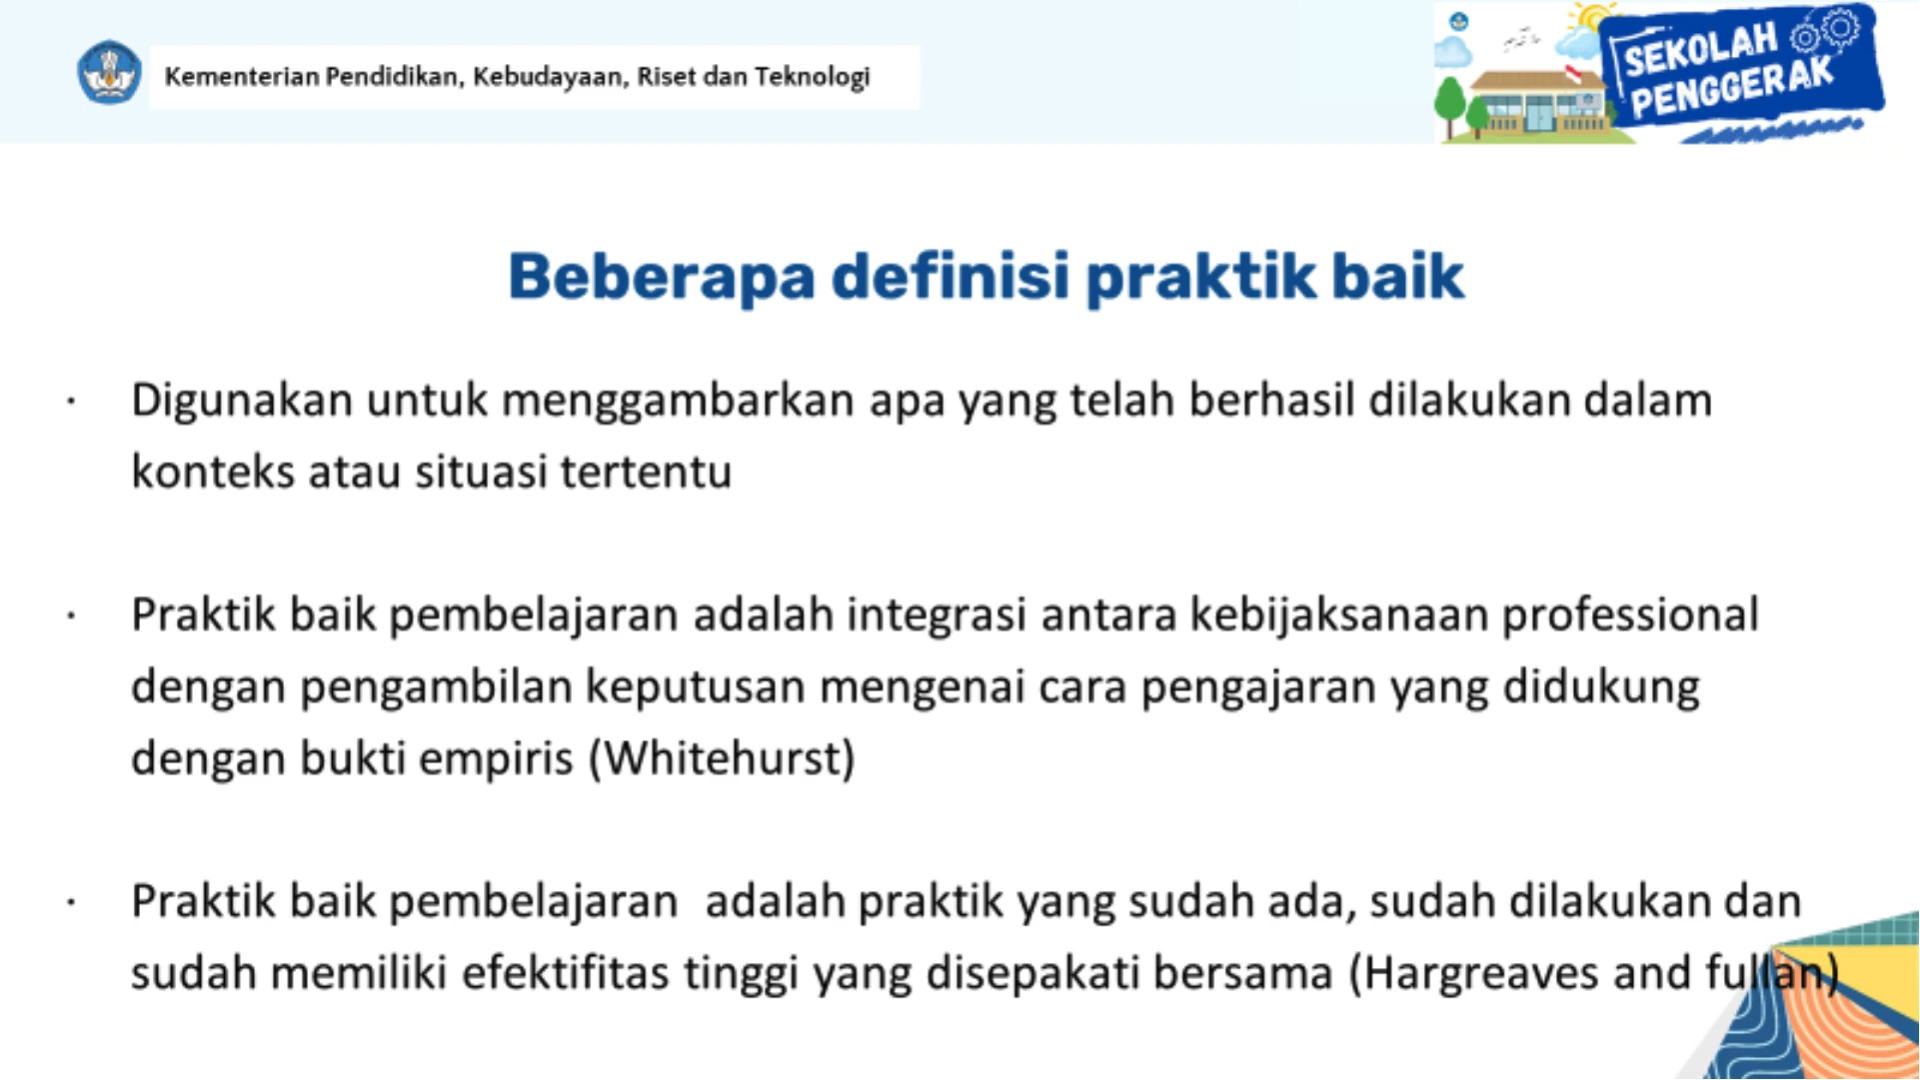 Kementerian Pendidikan, Kebudayaan, Riset dan Teknologi
SEKOLAH
PENGGERAK
Beberapa definisi praktik baik
· Digunakan untuk menggambarkan apa yang telah berhasil dilakukan dalam
konteks atau situasi tertentu
· Praktik baik pembelajaran adalah integrasi antara kebijaksanaan professional
dengan pengambilan keputusan mengenai cara pengajaran yang didukung
dengan bukti empiris (Whitehurst)
· Praktik baik pembelajaran  adalah praktik yang sudah ada, sudah dilakukan dan
sudah memiliki efektifitas tinggi yang disepakati bersama (Hargreaves and fullan)